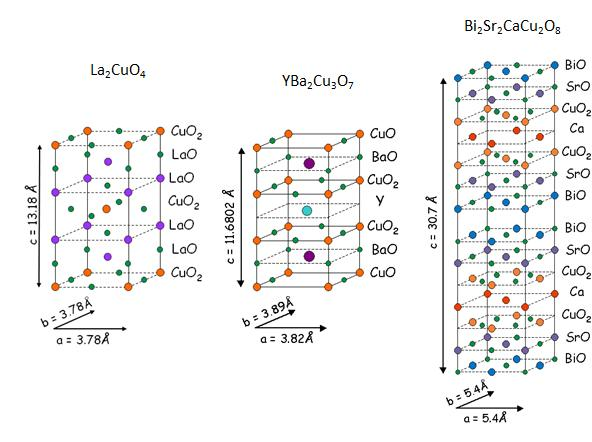 Bi₂Sr₂CaCu₂O₈
La₂CuO₄
YBa₂Cu₃O₇
CuO₂
LaO
LaO
CuO₂
LaO
LaO
CuO₂
c = 13.18 Å
b = 3.78Å
a = 3.78Å
CuO
BaO
CuO₂
Y
CuO₂
BaO
CuO
c = 11.6802 Å
b = 3.89Å
a = 3.82Å
BiO
SrO
CuO₂
Ca
CuO₂
SrO
BiO
BiO
SrO
CuO₂
Ca
CuO₂
SrO
BiO
c = 30.7 Å
b = 5.4Å
a = 5.4Å